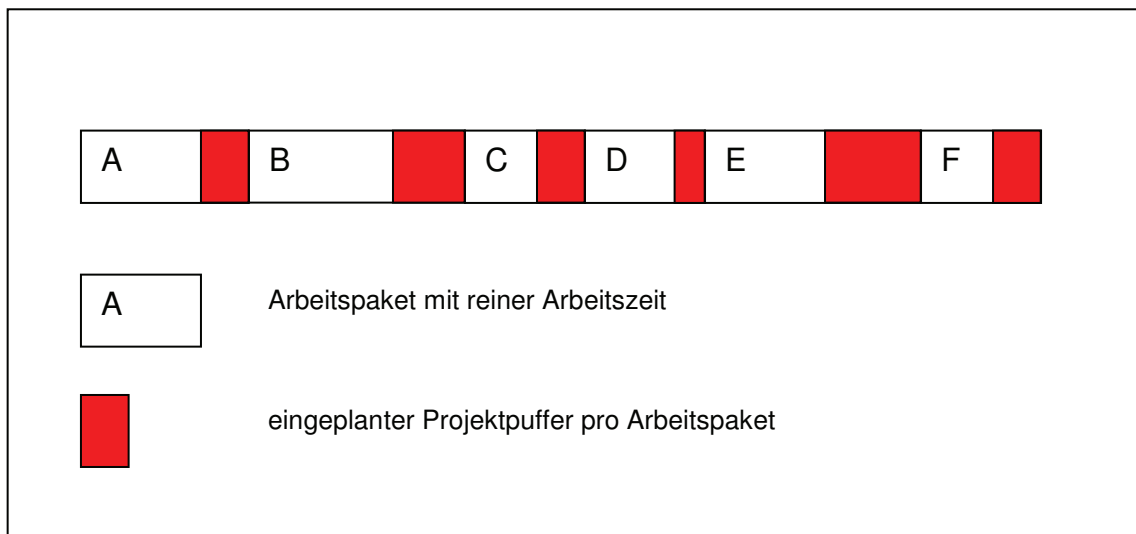 A B C D E F
A Arbeitspaket mit reiner Arbeitszeit
eingeplanter Projektpuffer pro Arbeitspaket